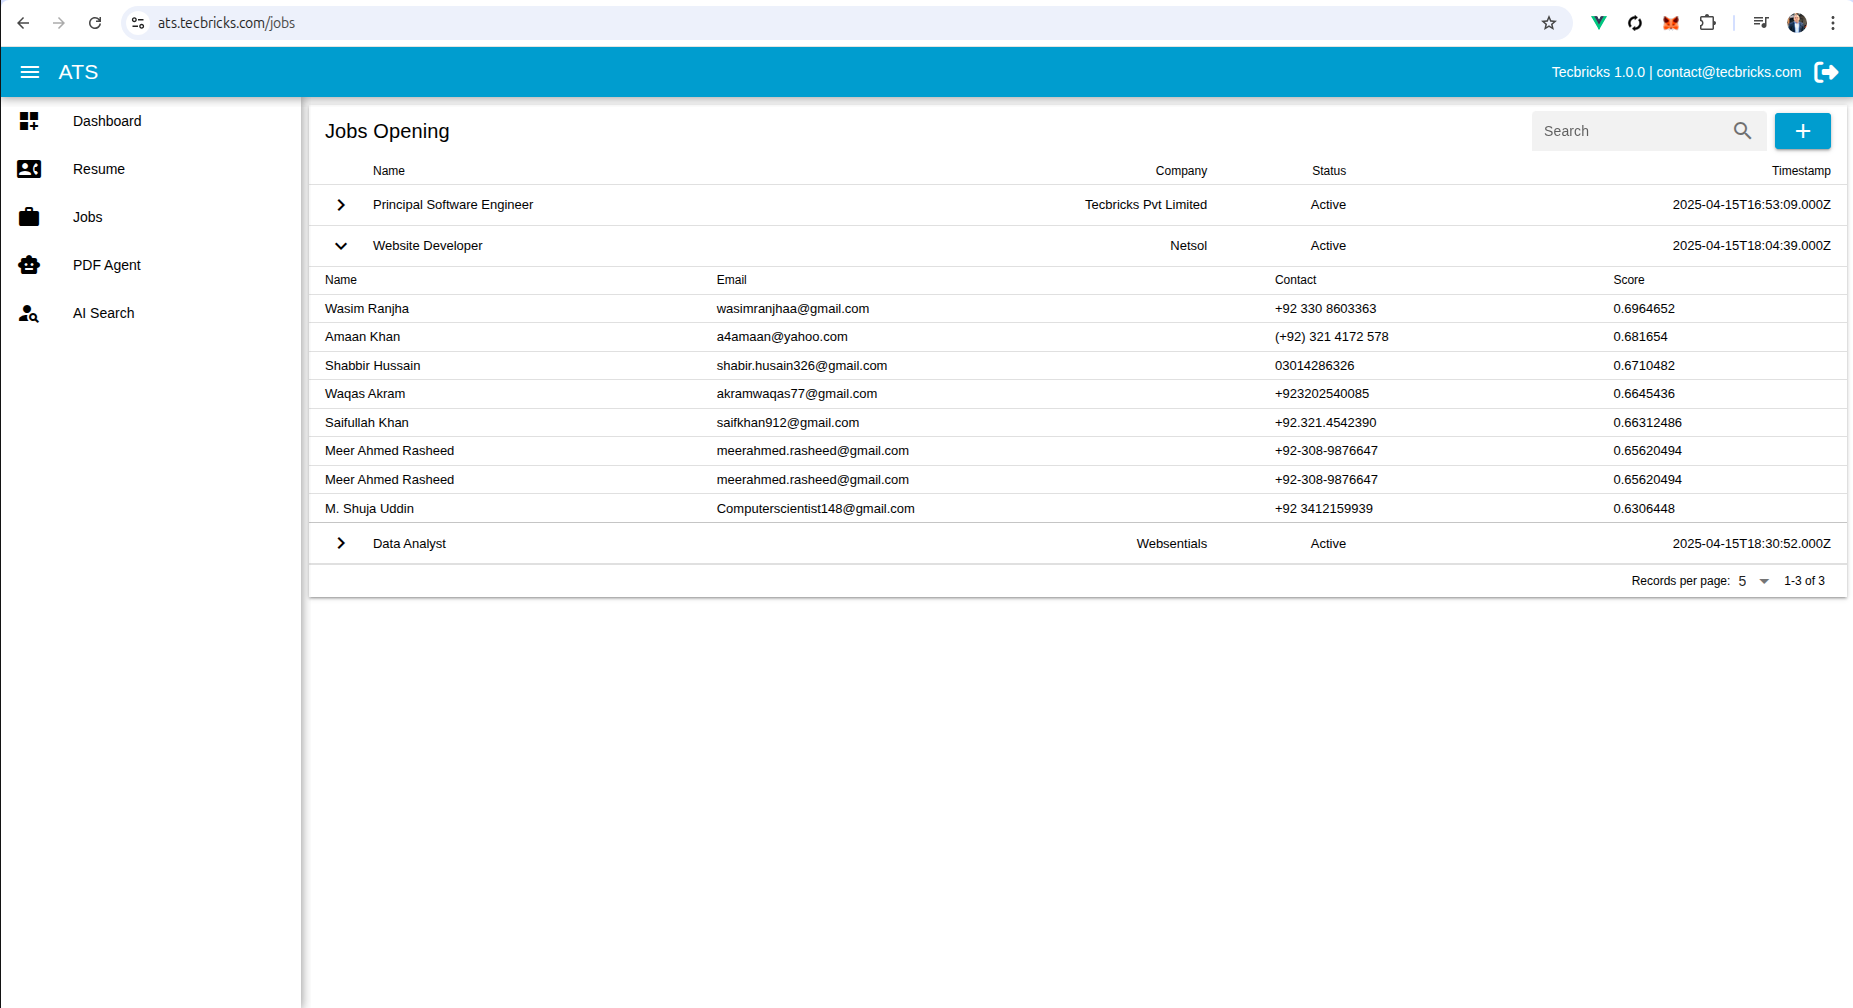 ats.tecbricks.com/jobs
ATS
Tecbricks 1.0.0 | contact@tecbricks.com
Dashboard
Resume
Jobs
PDF Agent
AI Search
Jobs Opening
Search
Name Company Status Timestamp
Principal Software Engineer Tecbricks Pvt Limited Active 2025-04-15T16:53:09.000Z
Website Developer Netsol Active 2025-04-15T18:04:39.000Z
Name Email Contact Score
Wasim Ranjha wasimranjhaa@gmail.com +92 330 8603363 0.6964652
Amaan Khan a4amaan@yahoo.com (+92) 321 4172 578 0.681654
Shabbir Hussain shabir.husain326@gmail.com 03014286326 0.6710482
Waqas Akram akramwaqas77@gmail.com +923202540085 0.6645436
Saifullah Khan saifkhan912@gmail.com +92.321.4542390 0.66312486
Meer Ahmed Rasheed meerahmed.rasheed@gmail.com +92-308-9876647 0.65620494
Meer Ahmed Rasheed meerahmed.rasheed@gmail.com +92-308-9876647 0.65620494
M. Shuja Uddin Computerscientist148@gmail.com +92 3412159939 0.6306448
Data Analyst Websentials Active 2025-04-15T18:30:52.000Z
Records per page: 5 1-3 of 3